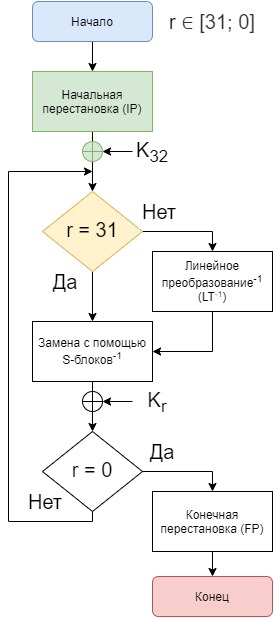 Начало
r ∈ [31; 0]
Начальная
перестановка (IP)
K₃₂
r = 31
Нет
Да
Линейное
преобразование⁻¹
(LT⁻¹)
Замена с помощью
S-блоков⁻¹
Kᵣ
r = 0
Да
Нет
Конечная
перестановка (FP)
Конец